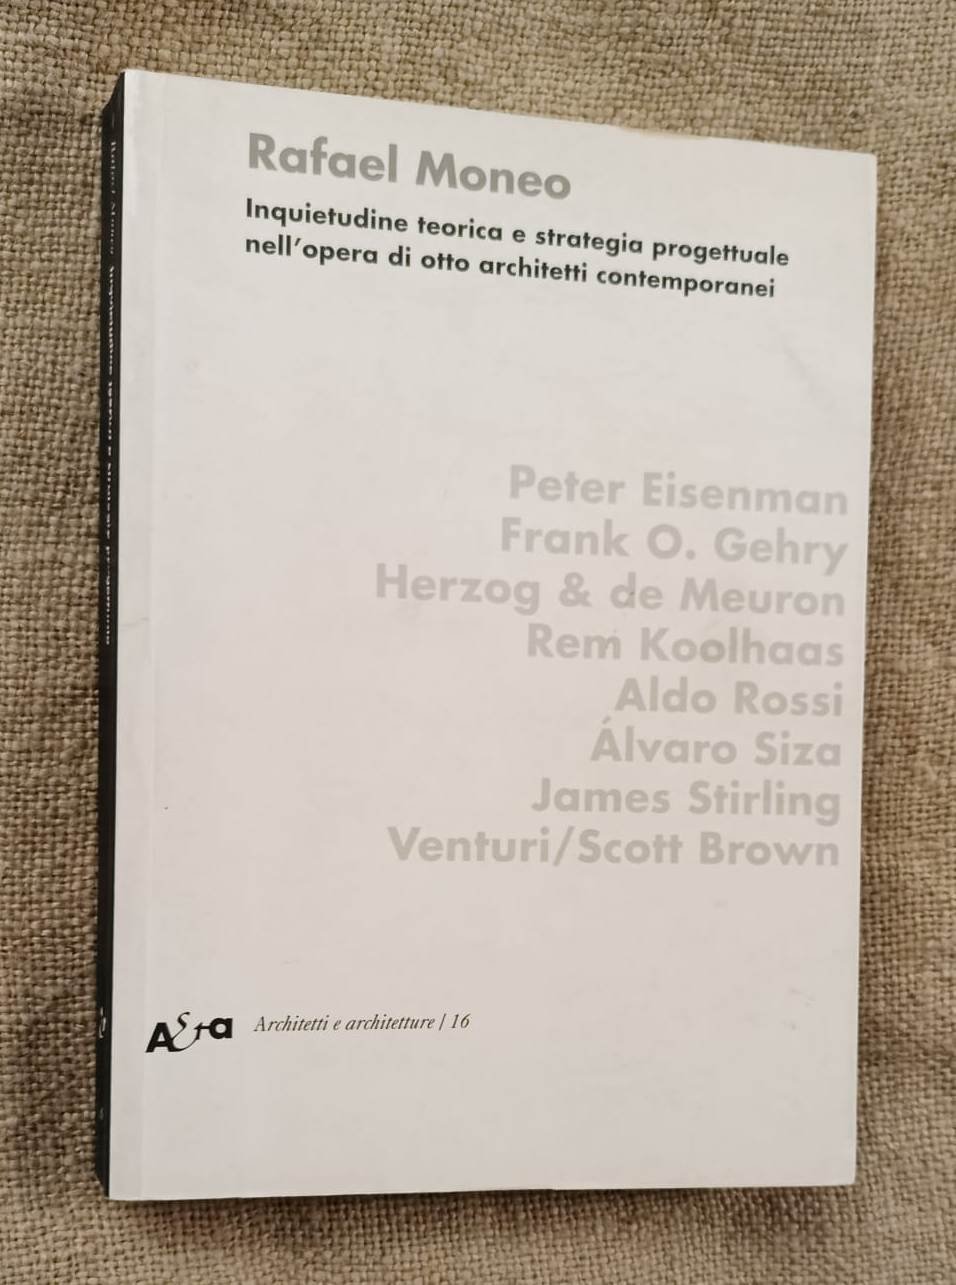 Rafael Moneo
Inquietudine teorica e strategia progettuale
nell'opera di otto architetti contemporanei
Peter Eisenman
Frank O. Gehry
Herzog & de Meuron
Rem Koolhaas
Aldo Rossi
Álvaro Siza
James Stirling
Venturi/Scott Brown
A&a Architetti e architetture | 16